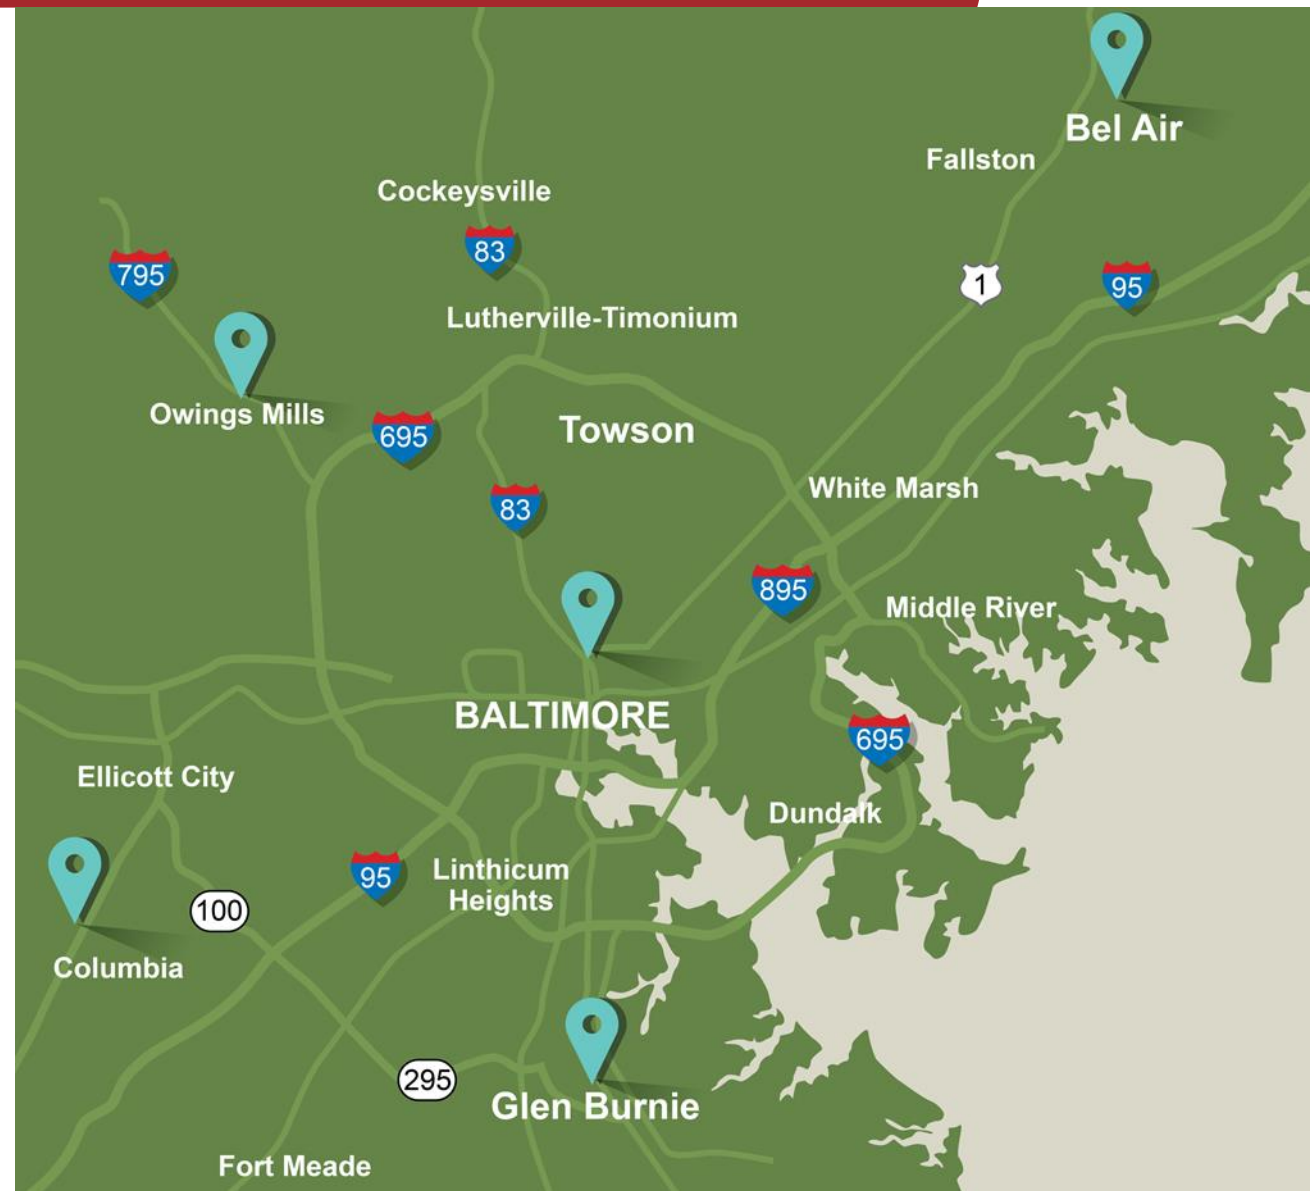 Bel Air
Fallston
Cockeysville
83
795
1
95
Lutherville-Timonium
Owings Mills
695
Towson
White Marsh
83
895
Middle River
BALTIMORE
695
Ellicott City
Dundalk
95
Linthicum
Heights
100
Columbia
295
Glen Burnie
Fort Meade